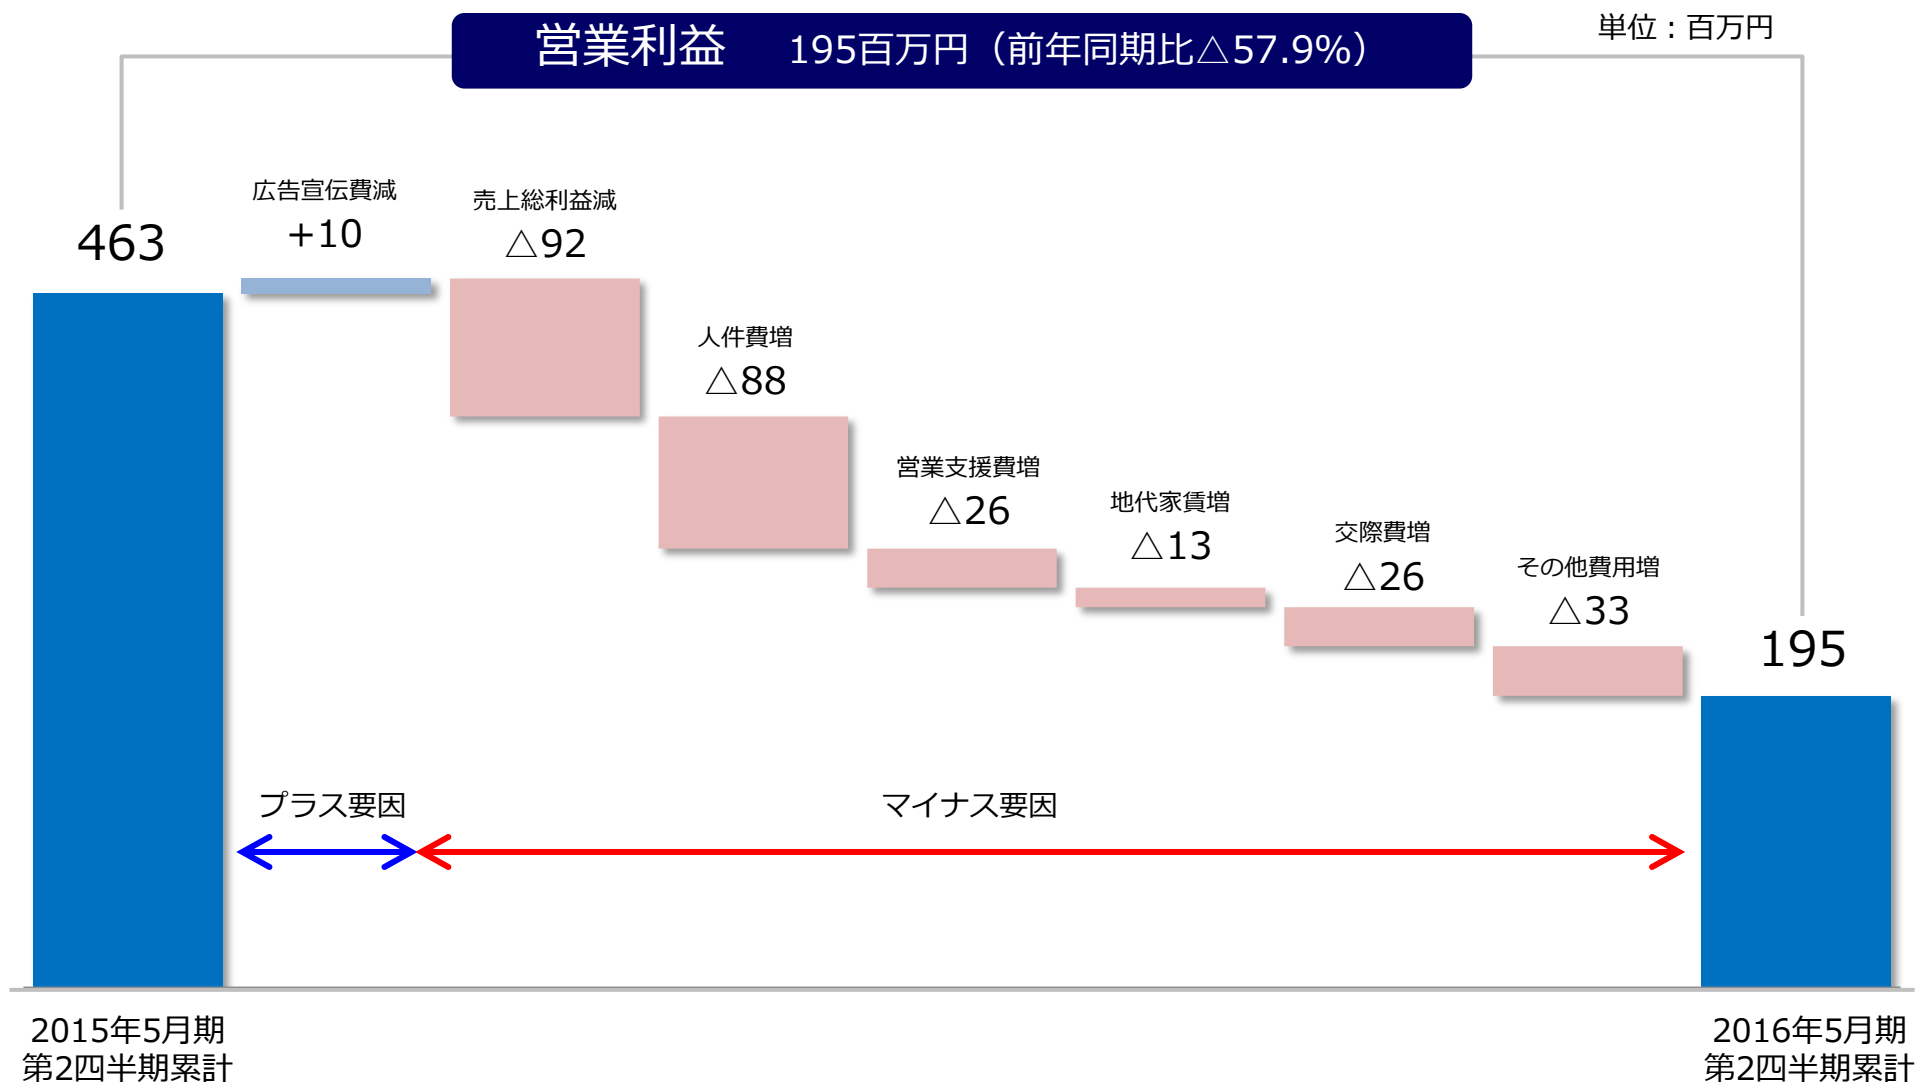 営業利益 195百万円（前年同期比△57.9%）
単位：百万円
463
広告宣伝費減
+10
売上総利益減
△92
人件費増
△88
営業支援費増
△26
地代家賃増
△13
交際費増
△26
その他費用増
△33
195
プラス要因
マイナス要因
2015年5月期
第2四半期累計
2016年5月期
第2四半期累計